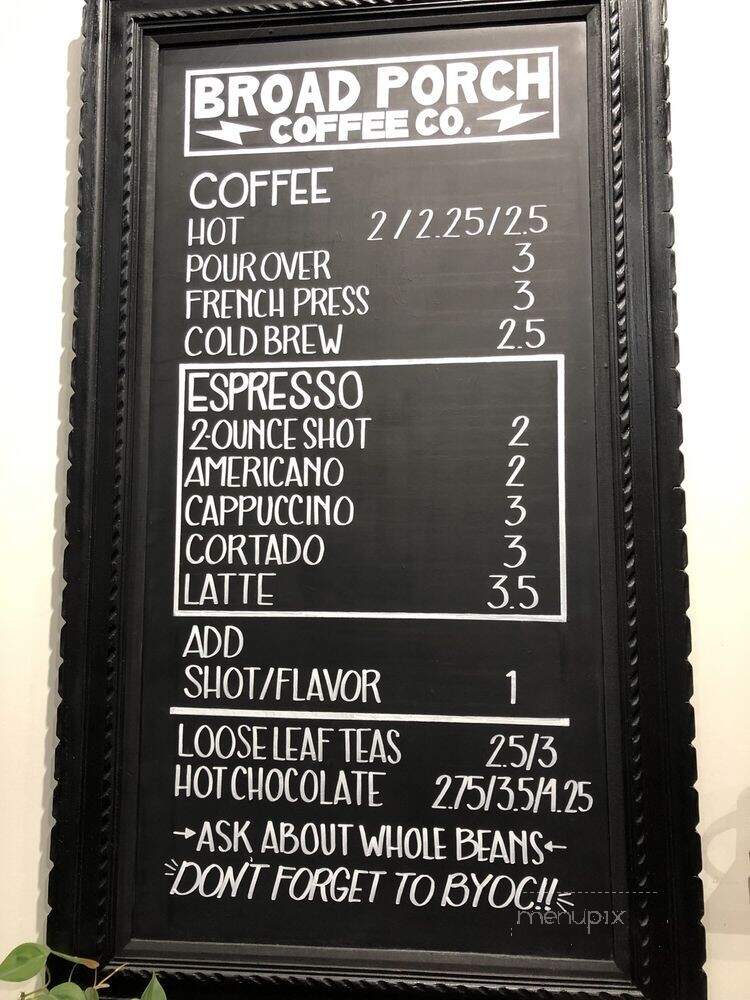 BROAD PORCH
COFFEE CO.
COFFEE
HOT 2/2.25/2.5
POUR OVER 3
FRENCH PRESS 3
COLD BREW 2.5
ESPRESSO
2-OUNCE SHOT 2
AMERICANO 2
CAPPUCCINO 3
CORTADO 3
LATTE 3.5
ADD
SHOT/FLAVOR 1
LOOSE LEAF TEAS 2.5/3
HOT CHOCOLATE 2.75/3.5/4.25
→ASK ABOUT WHOLE BEANS←
DON'T FORGET TO BYOC!!
menupix